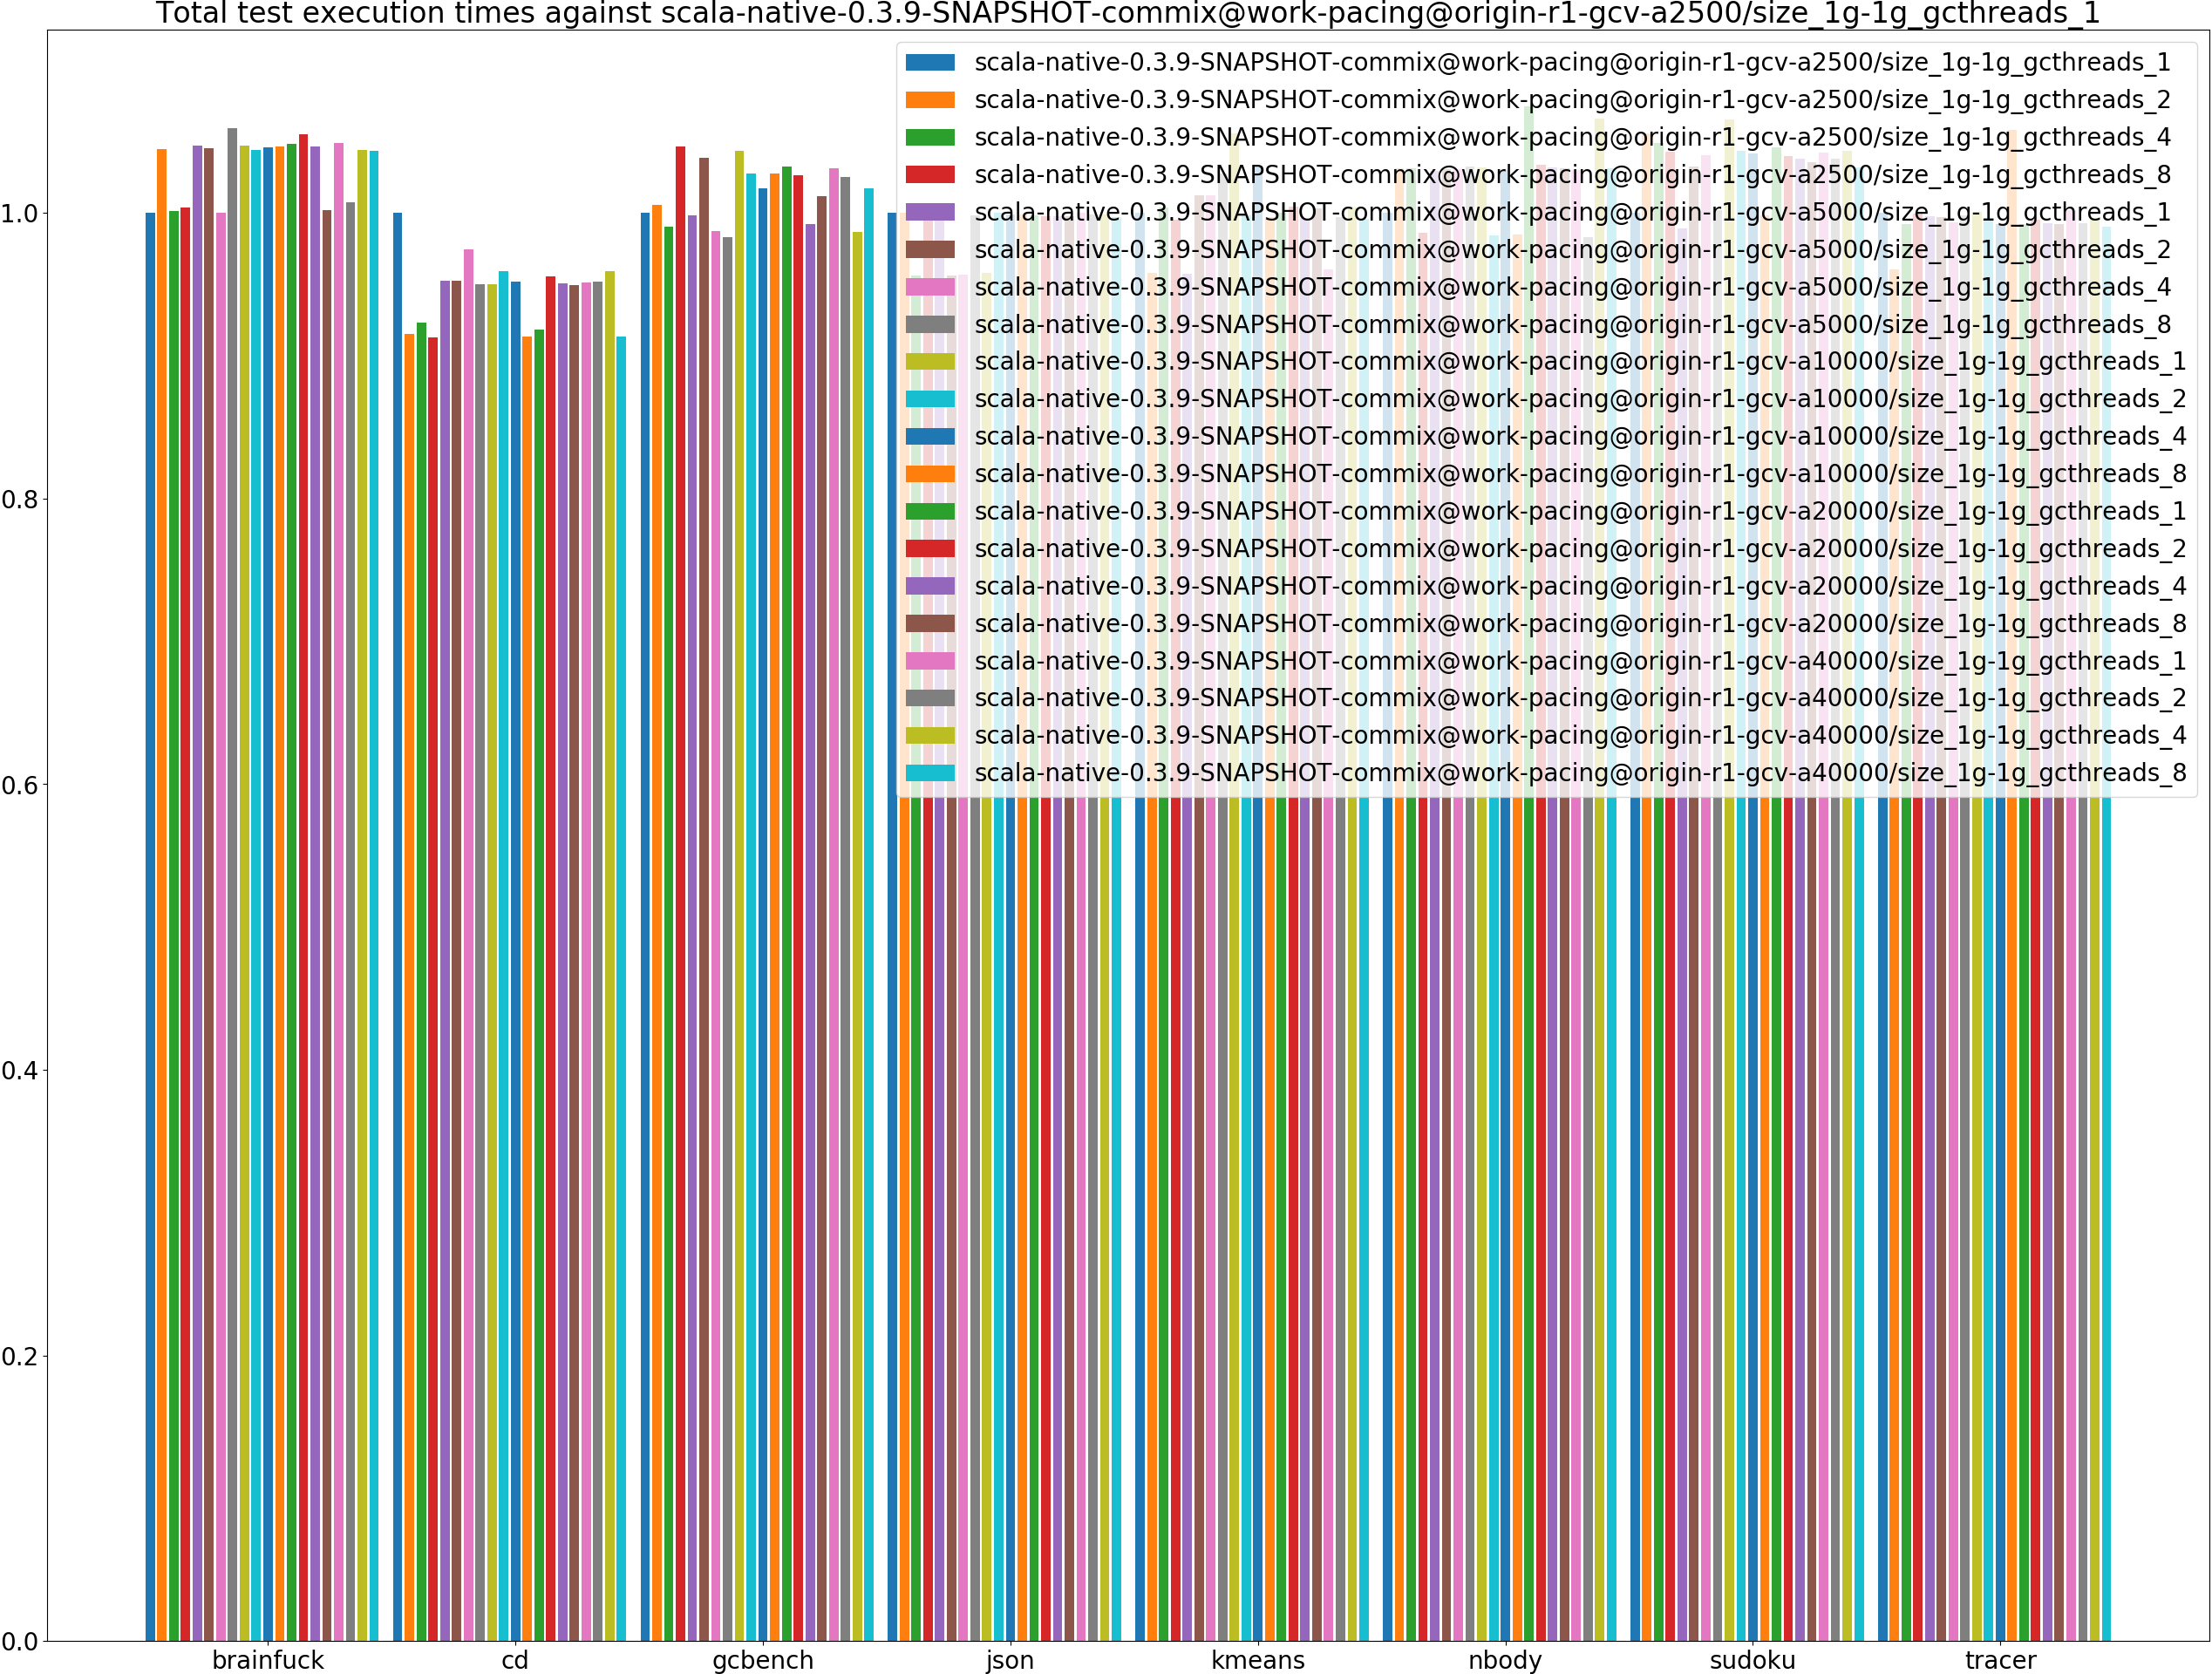 Total test execution times against scala-native-0.3.9-SNAPSHOT-commix@work-pacing@origin-r1-gcv-a2500/size_1g-1g_gcthreads_1
scala-native-0.3.9-SNAPSHOT-commix@work-pacing@origin-r1-gcv-a2500/size_1g-1g_gcthreads_1
scala-native-0.3.9-SNAPSHOT-commix@work-pacing@origin-r1-gcv-a2500/size_1g-1g_gcthreads_2
scala-native-0.3.9-SNAPSHOT-commix@work-pacing@origin-r1-gcv-a2500/size_1g-1g_gcthreads_4
scala-native-0.3.9-SNAPSHOT-commix@work-pacing@origin-r1-gcv-a2500/size_1g-1g_gcthreads_8
scala-native-0.3.9-SNAPSHOT-commix@work-pacing@origin-r1-gcv-a5000/size_1g-1g_gcthreads_1
scala-native-0.3.9-SNAPSHOT-commix@work-pacing@origin-r1-gcv-a5000/size_1g-1g_gcthreads_2
scala-native-0.3.9-SNAPSHOT-commix@work-pacing@origin-r1-gcv-a5000/size_1g-1g_gcthreads_4
scala-native-0.3.9-SNAPSHOT-commix@work-pacing@origin-r1-gcv-a5000/size_1g-1g_gcthreads_8
scala-native-0.3.9-SNAPSHOT-commix@work-pacing@origin-r1-gcv-a10000/size_1g-1g_gcthreads_1
scala-native-0.3.9-SNAPSHOT-commix@work-pacing@origin-r1-gcv-a10000/size_1g-1g_gcthreads_2
scala-native-0.3.9-SNAPSHOT-commix@work-pacing@origin-r1-gcv-a10000/size_1g-1g_gcthreads_4
scala-native-0.3.9-SNAPSHOT-commix@work-pacing@origin-r1-gcv-a10000/size_1g-1g_gcthreads_8
scala-native-0.3.9-SNAPSHOT-commix@work-pacing@origin-r1-gcv-a20000/size_1g-1g_gcthreads_1
scala-native-0.3.9-SNAPSHOT-commix@work-pacing@origin-r1-gcv-a20000/size_1g-1g_gcthreads_2
scala-native-0.3.9-SNAPSHOT-commix@work-pacing@origin-r1-gcv-a20000/size_1g-1g_gcthreads_4
scala-native-0.3.9-SNAPSHOT-commix@work-pacing@origin-r1-gcv-a20000/size_1g-1g_gcthreads_8
scala-native-0.3.9-SNAPSHOT-commix@work-pacing@origin-r1-gcv-a40000/size_1g-1g_gcthreads_1
scala-native-0.3.9-SNAPSHOT-commix@work-pacing@origin-r1-gcv-a40000/size_1g-1g_gcthreads_2
scala-native-0.3.9-SNAPSHOT-commix@work-pacing@origin-r1-gcv-a40000/size_1g-1g_gcthreads_4
scala-native-0.3.9-SNAPSHOT-commix@work-pacing@origin-r1-gcv-a40000/size_1g-1g_gcthreads_8
1.0
0.8
0.6
0.4
0.2
0.0
brainfuck cd gcbench json kmeans nbody sudoku tracer